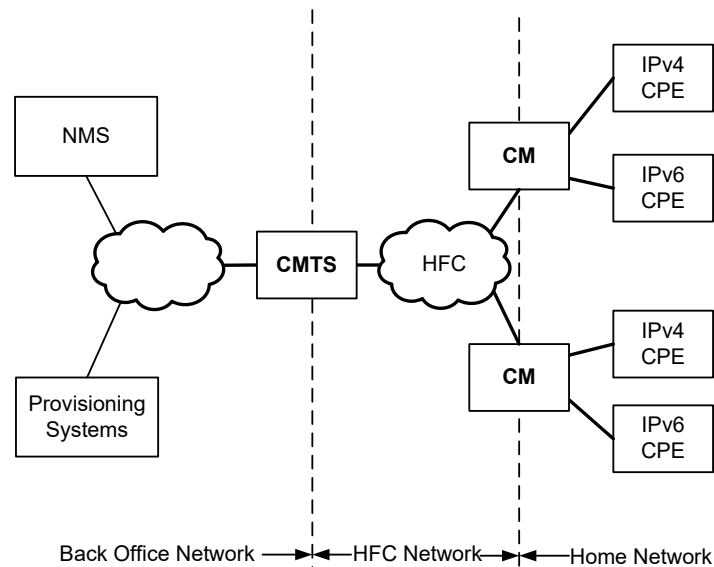 IPv4
CPE
NMS
CM
IPv6
CPE
CMTS
HFC
IPv4
CPE
CM
Provisioning
Systems
IPv6
CPE
Back Office Network
HFC Network
Home Network